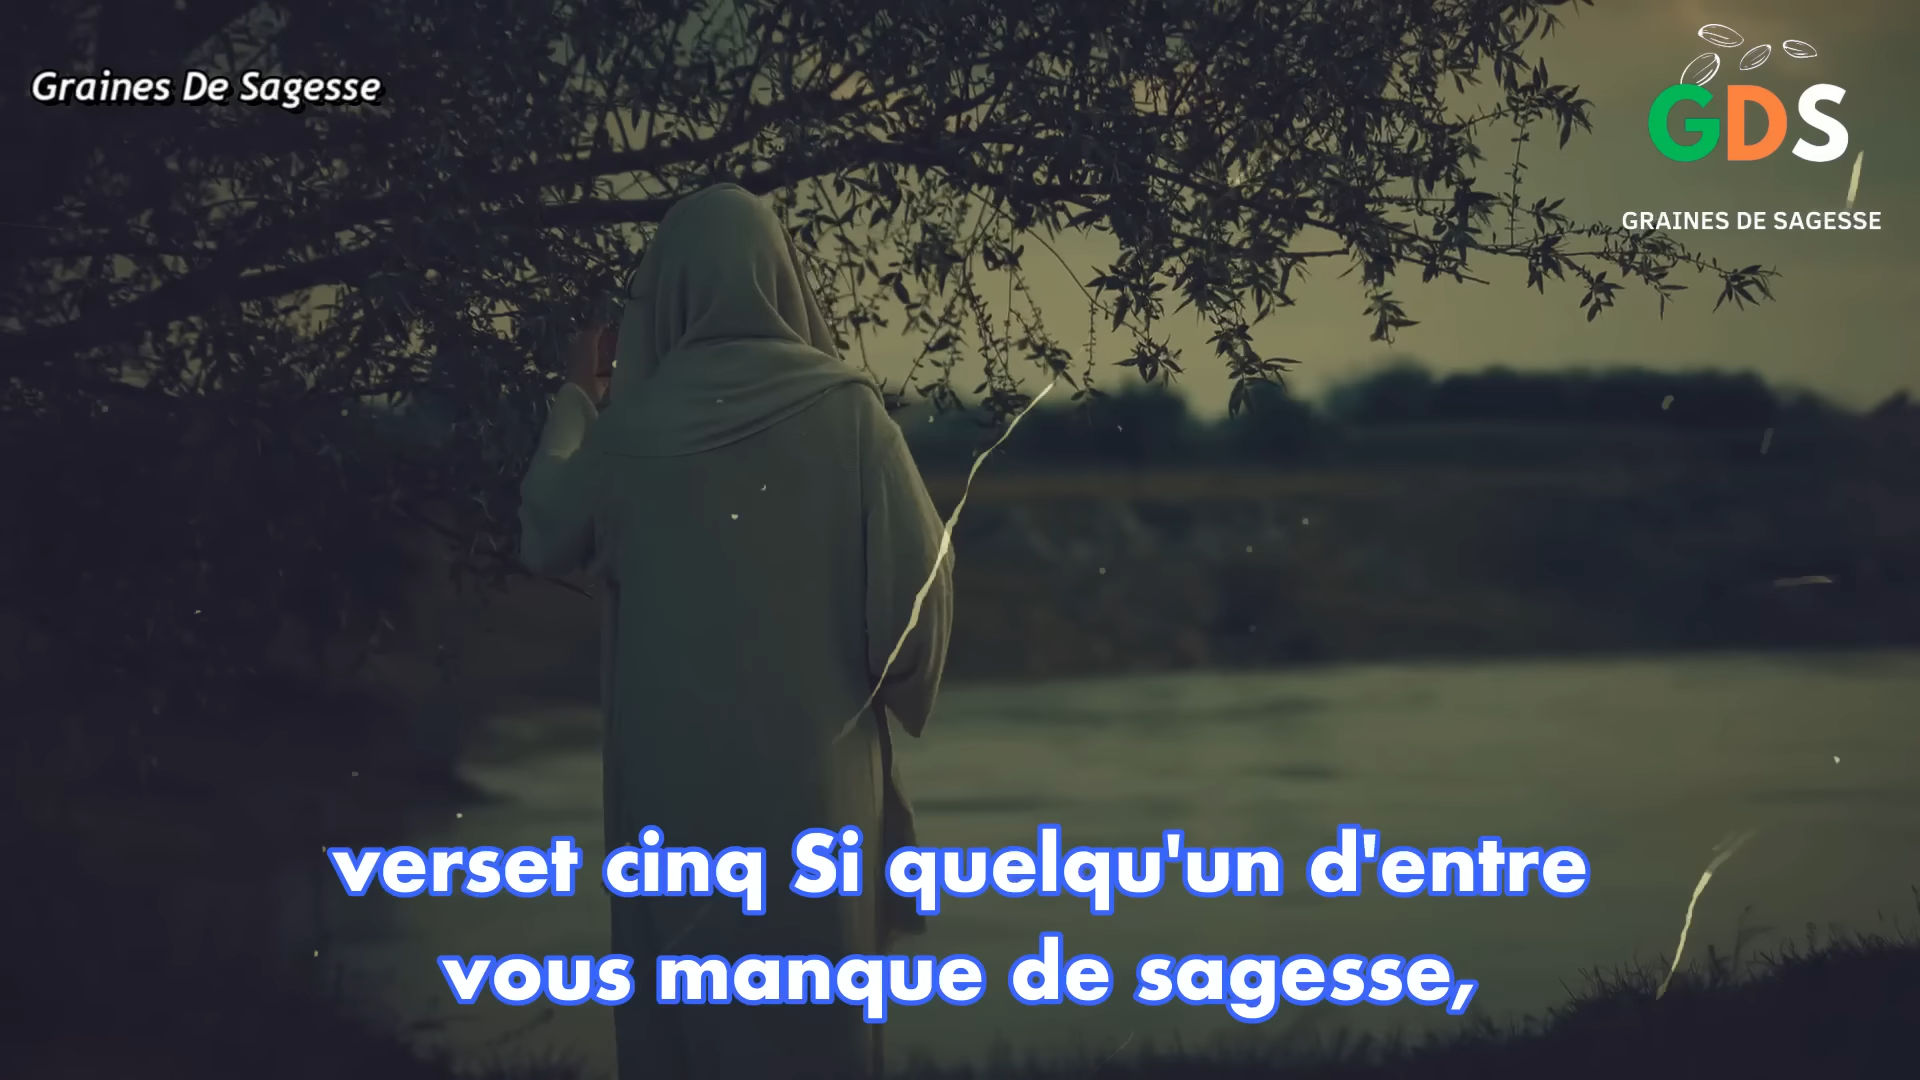 Graines De Sagesse
GDS
GRAINES DE SAGESSE
verset cinq Si quelqu'un d'entre
vous manque de sagesse,